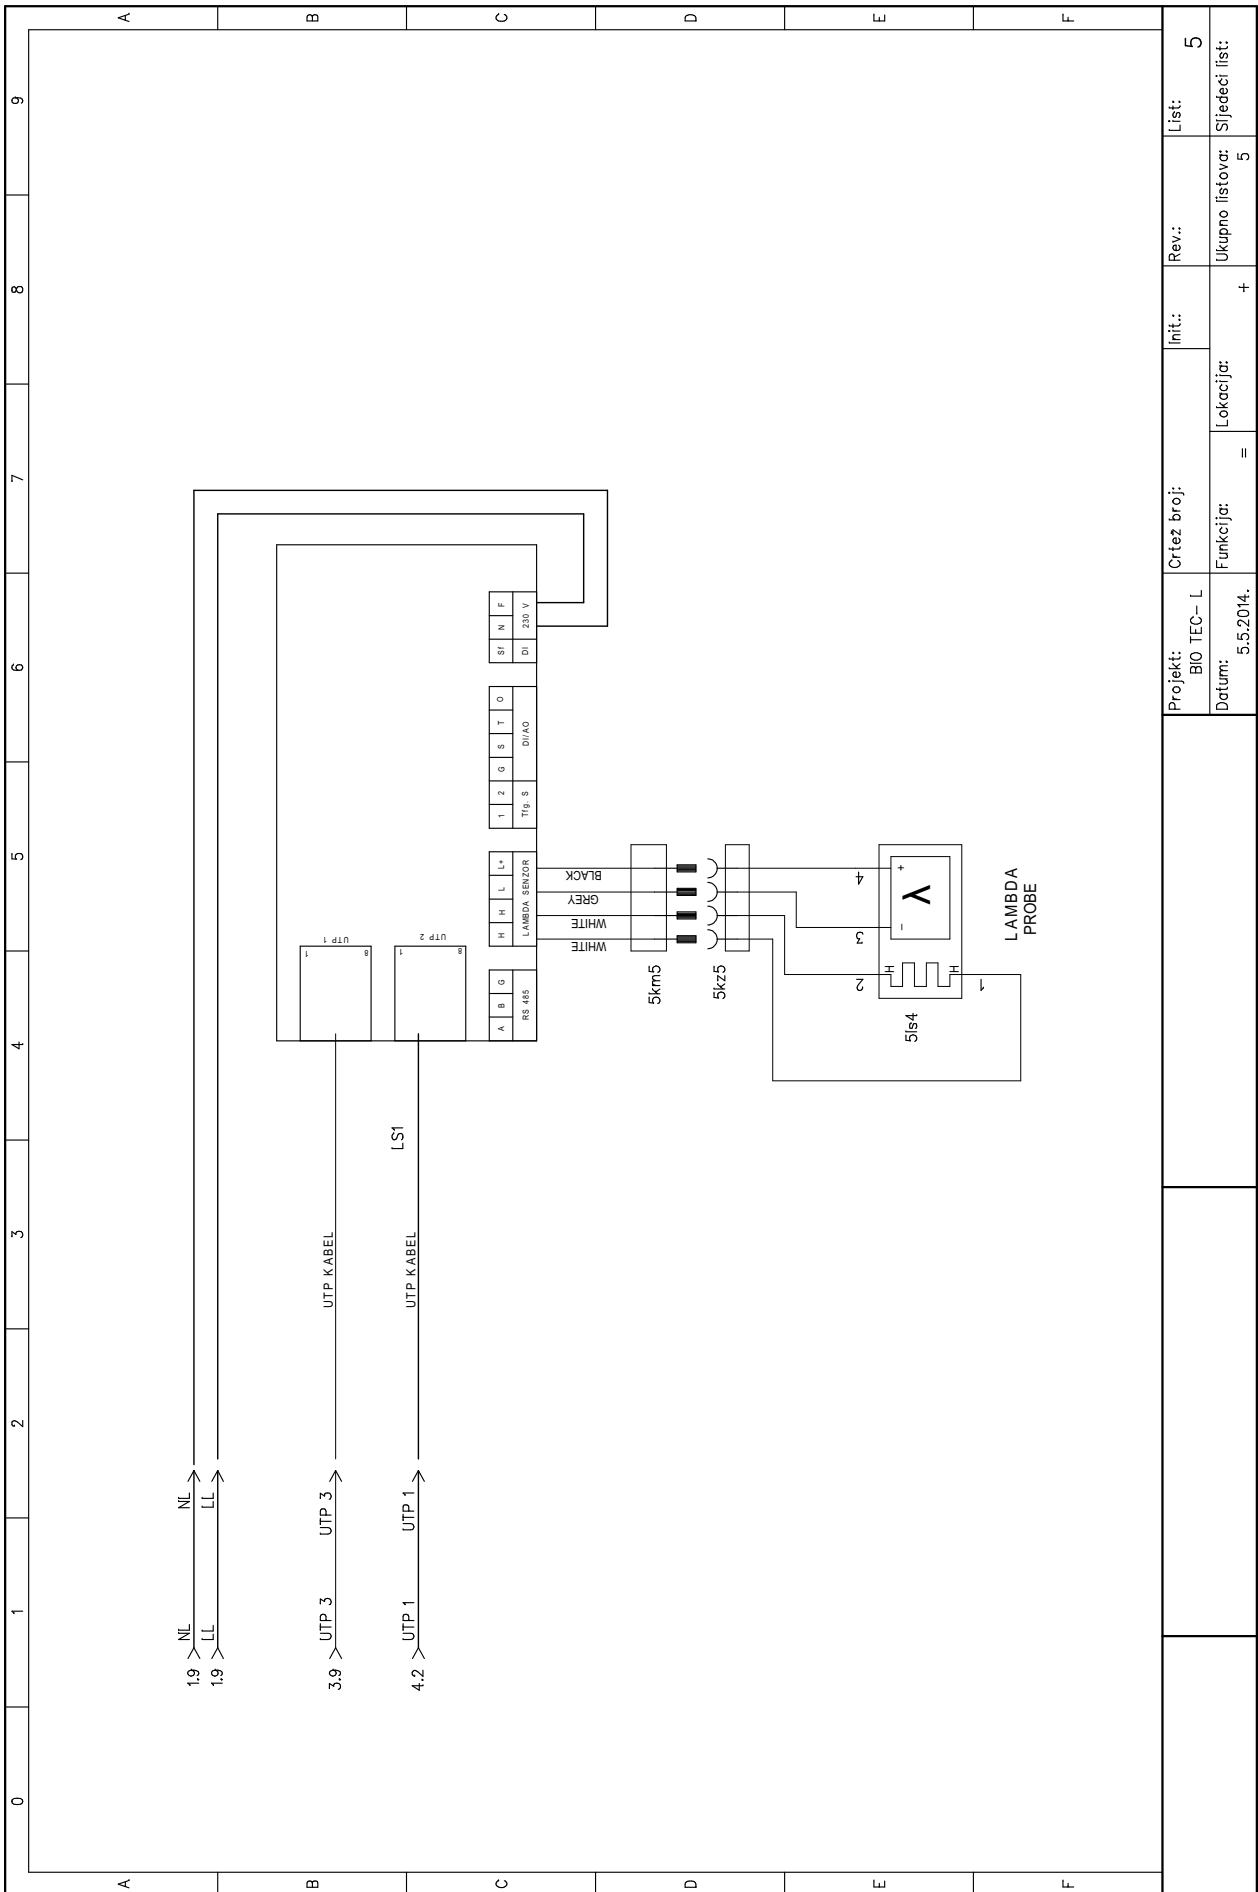 0 1 2 3 4 5 6 7 8 9
A A
B B
C C
D D
E E
F F
1.9 NL NL
1.9 LL LL
3.9 UTP 3 UTP 3 UTP KABEL
4.2 UTP 1 UTP 1 UTP KABEL
LS1
1 UTP 1 8
1 UTP 2 8
A B G
RS 485
H H L L+
LAMBDA SENZOR
1 2 G S T O
Tfg. S DI/AO
Sf N F
DI 230 V
WHITE
WHITE
GREY
BLACK
5km5
5kz5
1
2
3
4
H H
- +
λ
5ls4
LAMBDA
PROBE
Projekt:
BIO TEC- L
Crtež broj:
Init.:
Rev.:
List:
5
Datum:
5.5.2014.
Funkcija:
=
Lokacija:
+
Ukupno listova:
5
Sljedeći list: